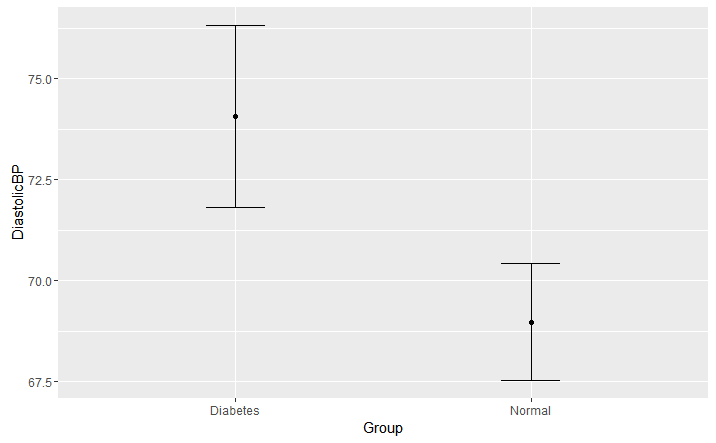 DiastolicBP
75.0
72.5
70.0
67.5
Diabetes Normal
Group